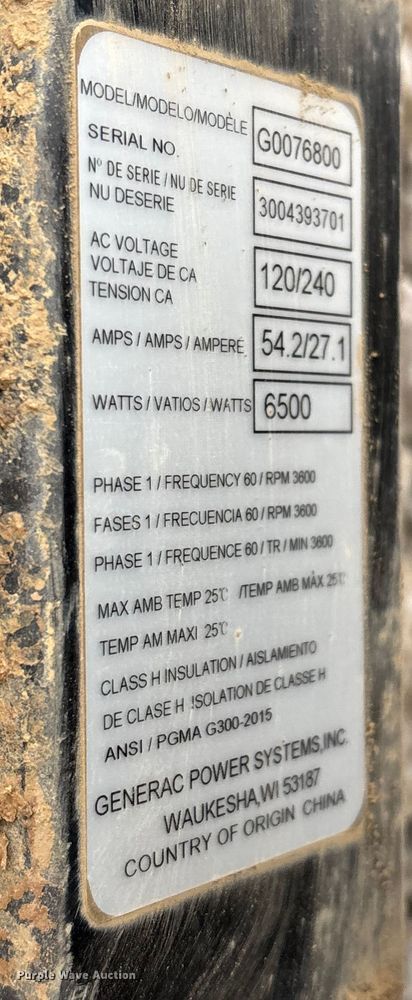 MODEL/MODELO/MODÈLE G0076800
SERIAL NO.
Nº DE SERIE / NU DE SERIE
NU DESERIE 3004393701
AC VOLTAGE
VOLTAJE DE CA 120/240
TENSION CA
AMPS / AMPS / AMPERE 54.2/27.1
WATTS / VATIOS / WATTS 6500
PHASE 1 / FREQUENCY 60 / RPM 3600
FASES 1 / FRECUENCIA 60 / RPM 3600
PHASE 1 / FREQUENCE 60 / TR / MIN 3600
MAX AMB TEMP 25℃ /TEMP AMB MÁX 25℃
TEMP AM MAXI 25℃
CLASS H INSULATION / AISLAMIENTO
DE CLASE H ISOLATION DE CLASSE H
ANSI / PGMA G300-2015
GENERAC POWER SYSTEMS,INC.
WAUKESHA,WI 53187
COUNTRY OF ORIGIN CHINA
Purple Wave Auction